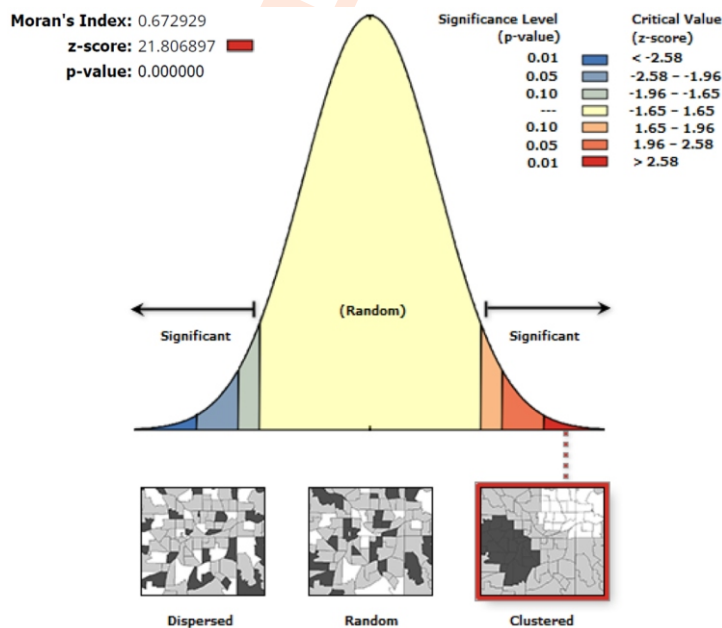 Moran's Index: 0.672929
z-score: 21.806897
p-value: 0.000000
Significance Level (p-value)
Critical Value (z-score)
0.01 < -2.58
0.05 -2.58 – -1.96
0.10 -1.96 – -1.65
--- -1.65 – 1.65
0.10 1.65 – 1.96
0.05 1.96 – 2.58
0.01 > 2.58
(Random)
Significant
Significant
Dispersed
Random
Clustered